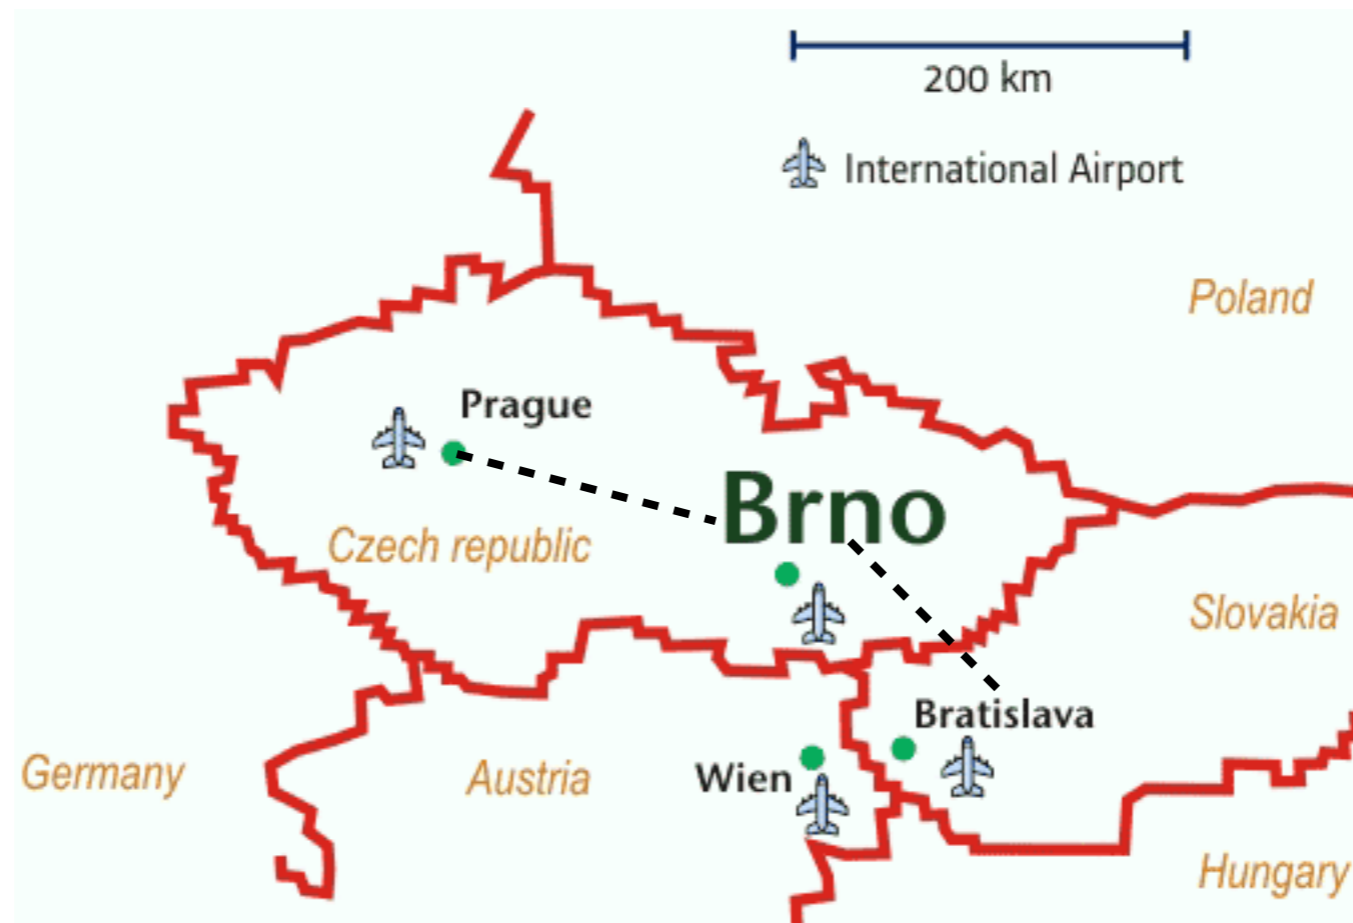 200 km
International Airport
Poland
Prague
Brno
Czech republic
Slovakia
Bratislava
Germany
Austria
Wien
Hungary